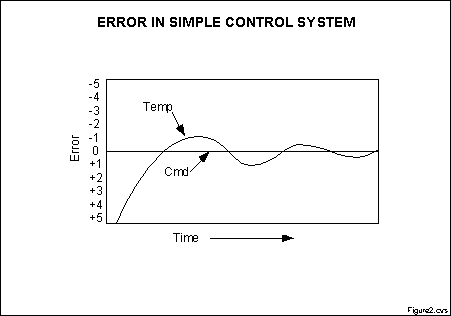 ERROR IN SIMPLE CONTROL SYSTEM
-5
-4
-3
-2
-1
0
+1
+2
+3
+4
+5
Error
Temp
Cmd
Time
Figure2.cvs